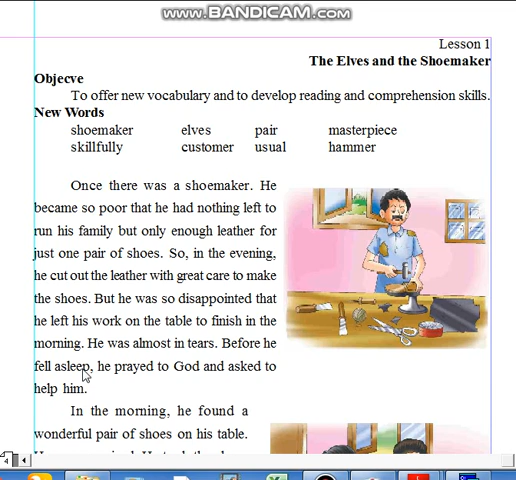 www.BANDICAM.com
Lesson 1
The Elves and the Shoemaker
Objecve
To offer new vocabulary and to develop reading and comprehension skills.
New Words
shoemaker elves pair masterpiece
skillfully customer usual hammer
Once there was a shoemaker. He
became so poor that he had nothing left to
run his family but only enough leather for
just one pair of shoes. So, in the evening,
he cut out the leather with great care to make
the shoes. But he was so disappointed that
he left his work on the table to finish in the
morning. He was almost in tears. Before he
fell asleep, he prayed to God and asked to
help him.
In the morning, he found a
wonderful pair of shoes on his table.
4